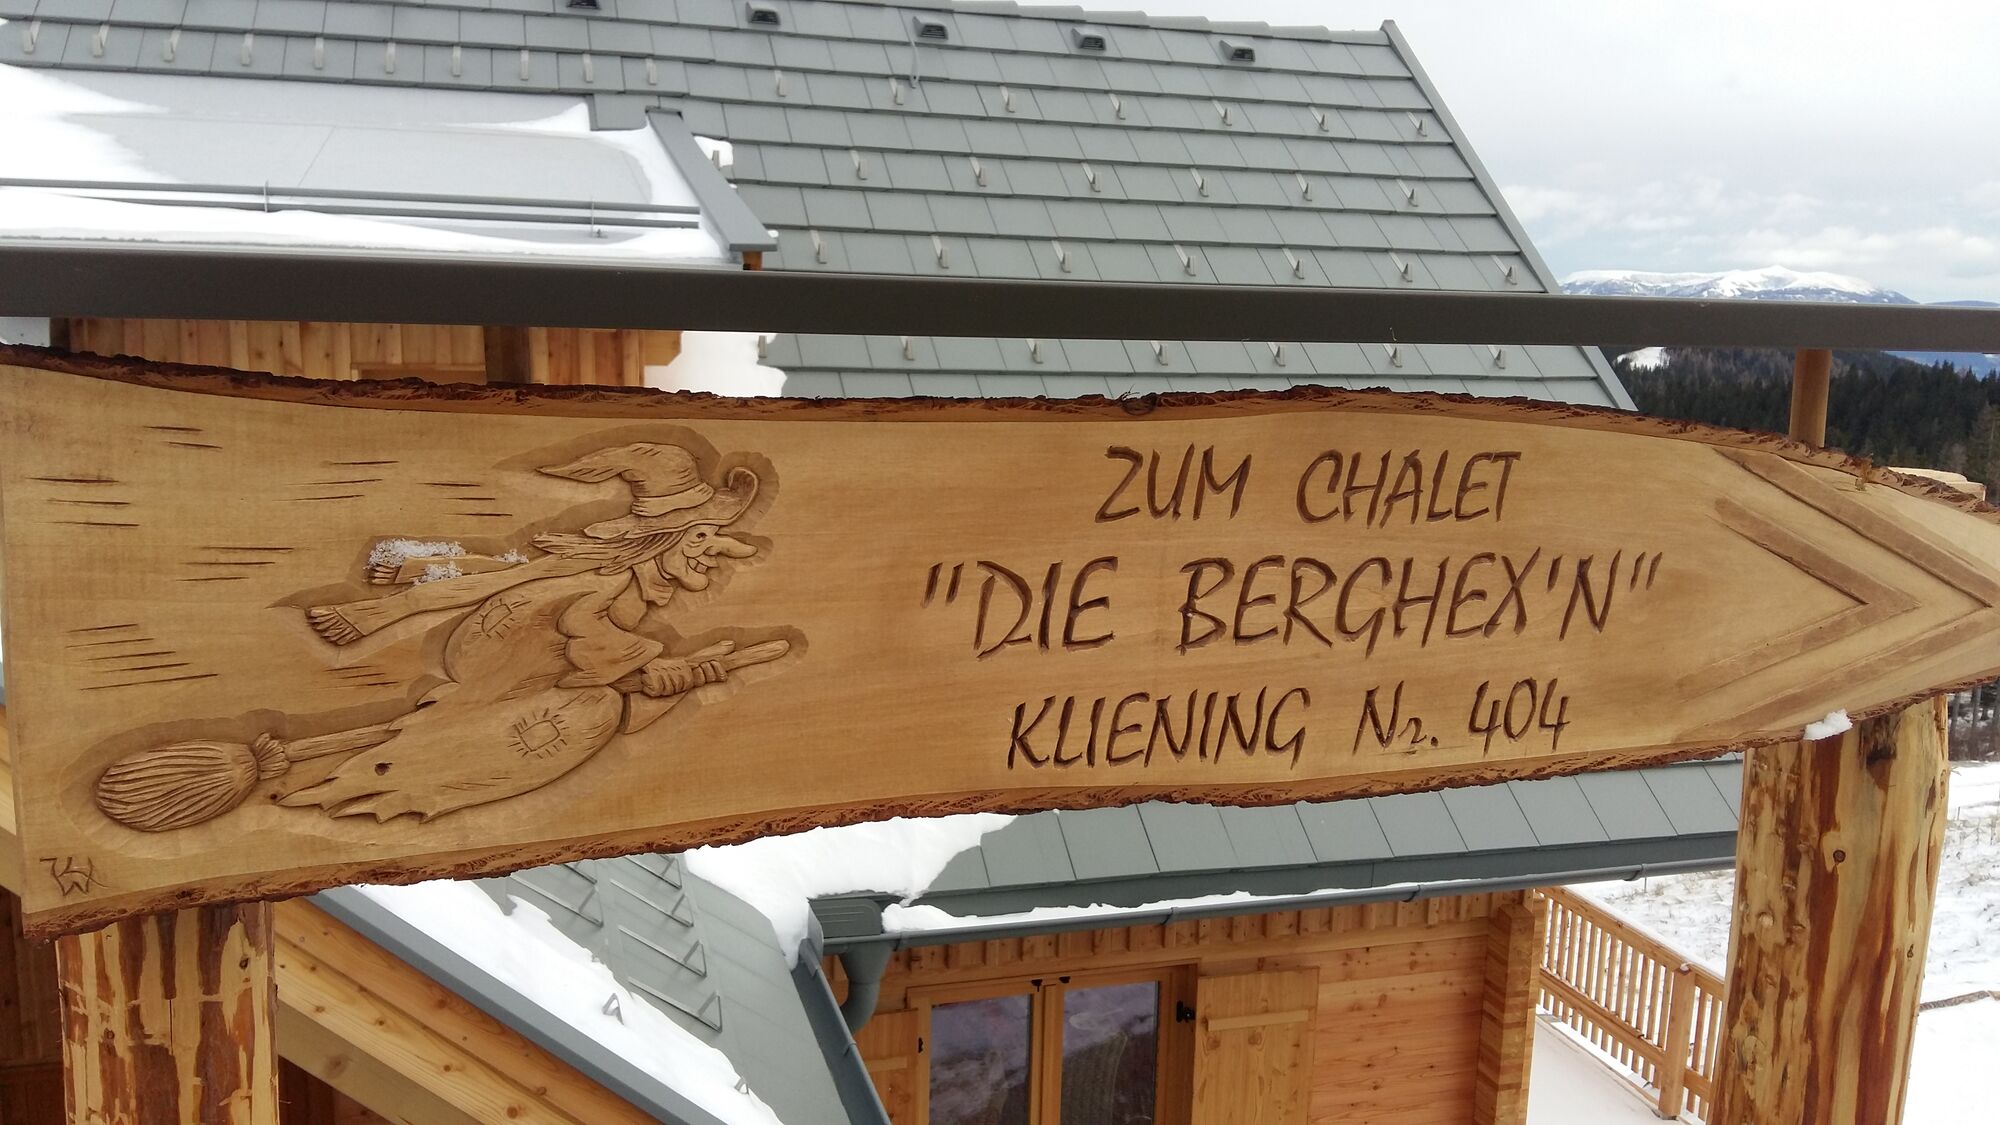 ZUM CHALET
"DIE BERGHEX'N"
KLIENING Nr. 404